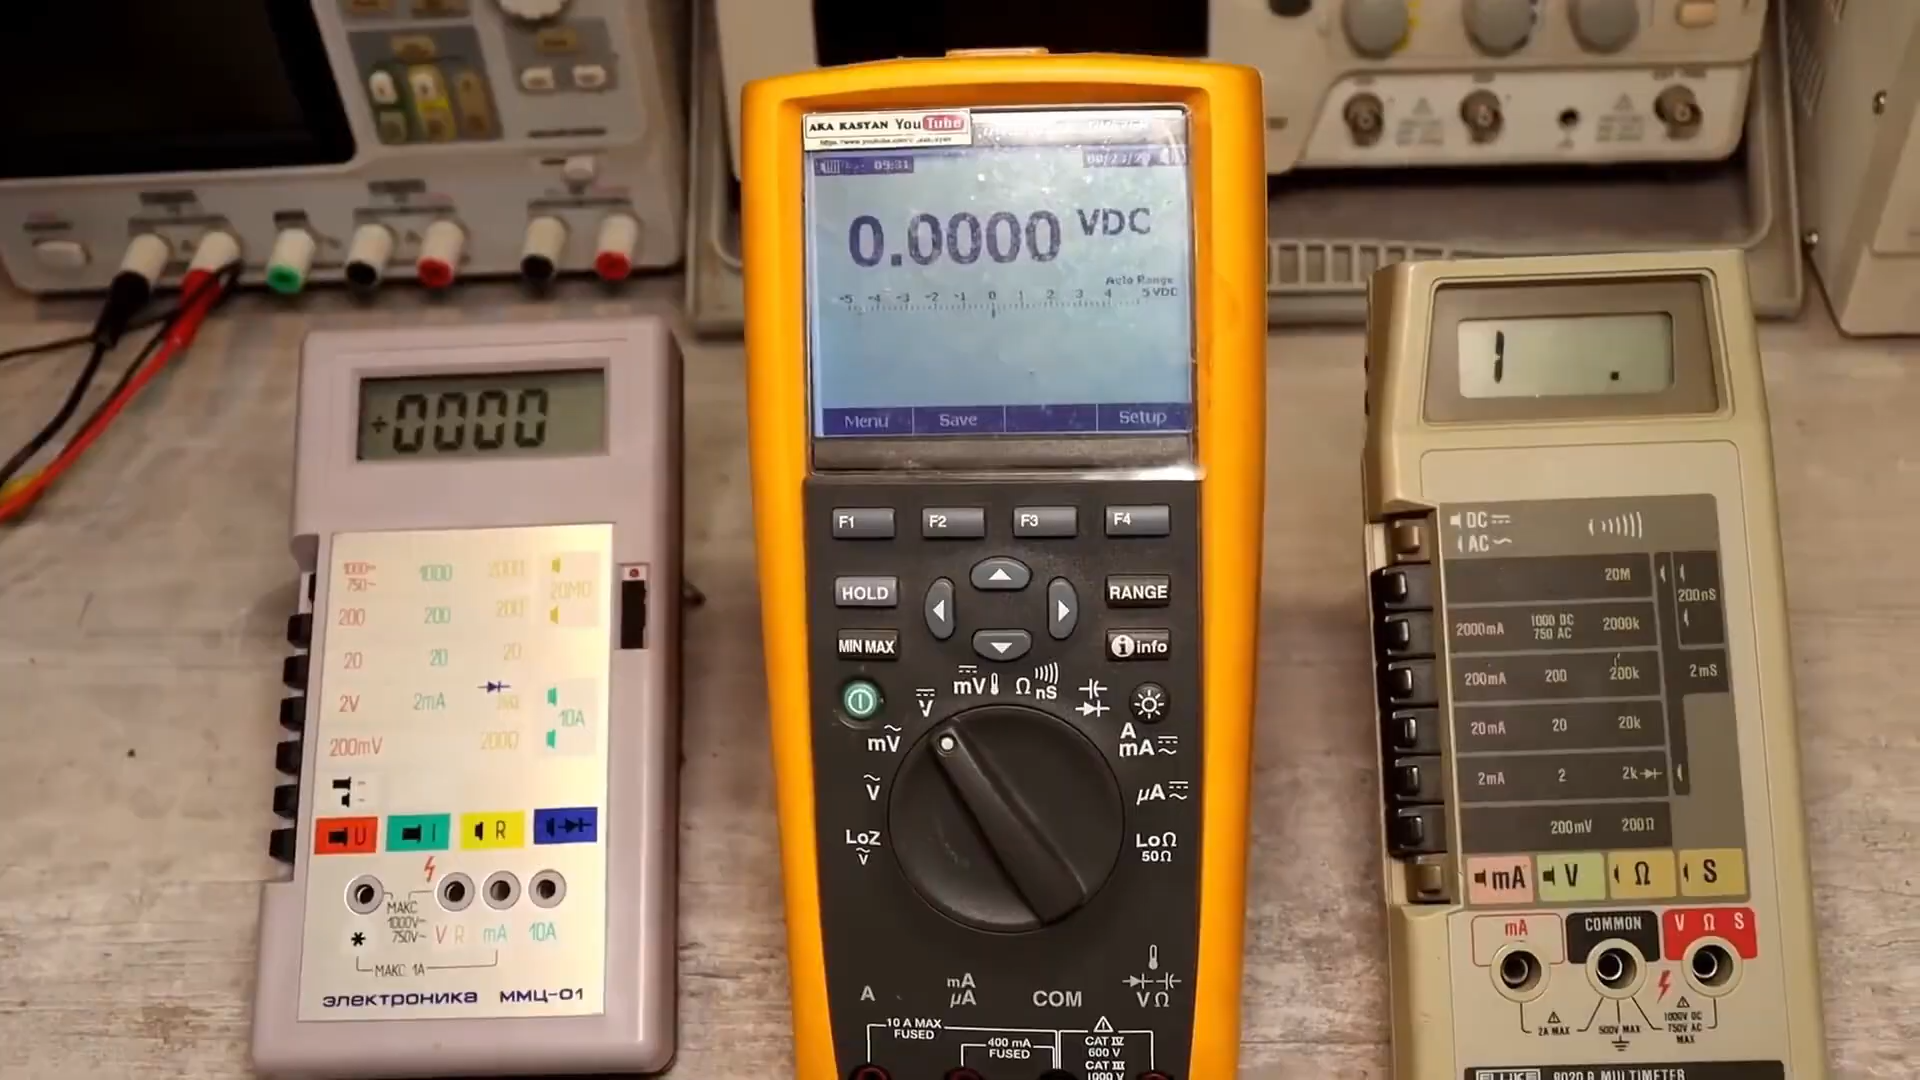 AKA KASYAN YouTube
09:31
0.0000 VDC
Auto Range
-5 -4 -3 -2 -1 0 1 2 3 4 5 VDC
Menu Save Setup
F1 F2 F3 F4
HOLD RANGE
MIN MAX info
mV Ω nS
V
mV A mA
V μA
LoZ V LoΩ 50Ω
A mA μA COM V Ω
10 A MAX FUSED
400 mA FUSED
CAT IV 600 V
CAT III 1000 V
+0000
1000= 750~ 1000 2000
20MΩ
200 200 200
20 20 20
2V 2mA
10A
200mV 2000
U I R
МАКС 1000V= 750V~
* V R mA 10A
МАКС 1А
электроника ММЦ-01
1 .
DC
AC
20M
200nS
2000mA 1000 DC 750 AC 2000k
200mA 200 200k 2mS
20mA 20 20k
2mA 2 2k
200mV 200Ω
mA V Ω S
mA COMMON V Ω S
2A MAX 500V MAX 1000V DC 750V AC MAX
FLUKE 8020B MULTIMETER